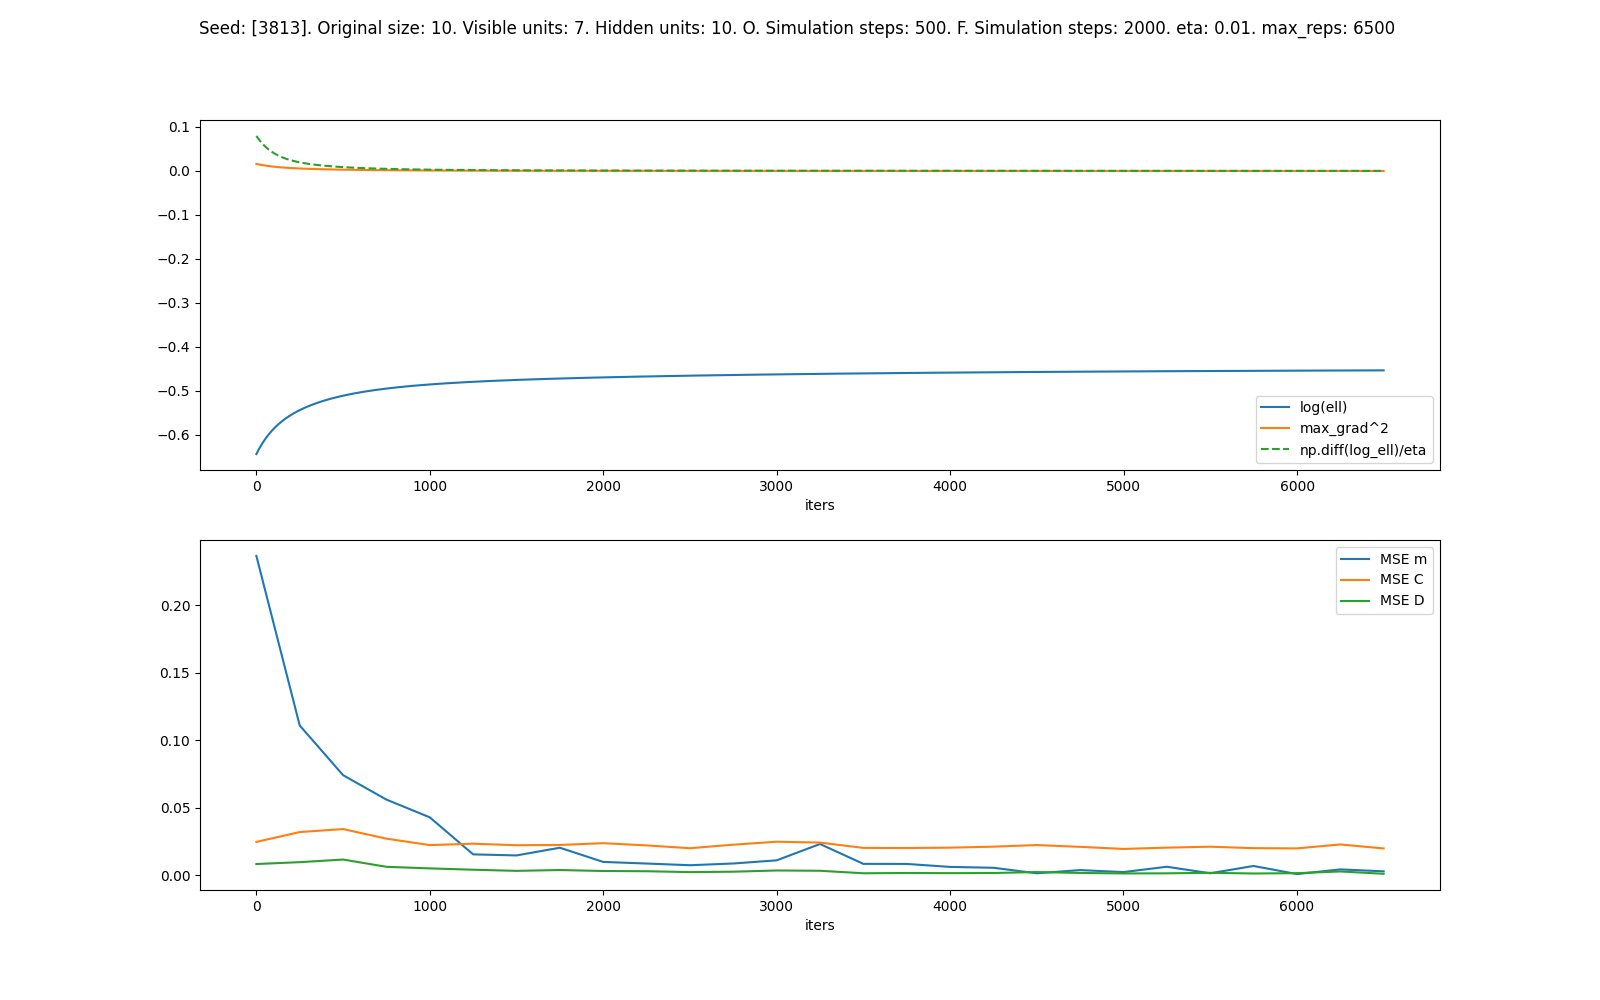 Seed: [3813]. Original size: 10. Visible units: 7. Hidden units: 10. O. Simulation steps: 500. F. Simulation steps: 2000. eta: 0.01. max_reps: 6500
0.1
0.0
−0.1
−0.2
−0.3
−0.4
−0.5
−0.6
log(ell)
max_grad^2
np.diff(log_ell)/eta
0 1000 2000 3000 4000 5000 6000
iters
MSE m
MSE C
MSE D
0.20
0.15
0.10
0.05
0.00
0 1000 2000 3000 4000 5000 6000
iters